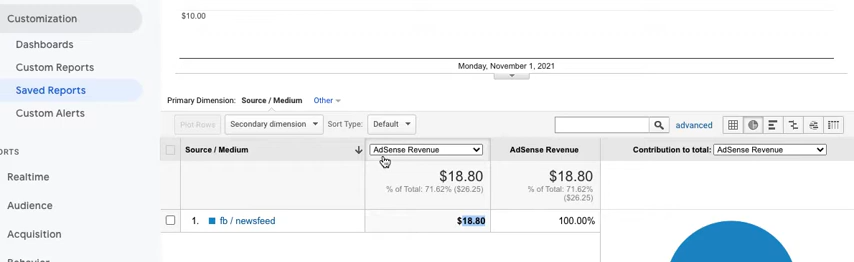 Customization
Dashboards
Custom Reports
Saved Reports
Custom Alerts
ORTS
Realtime
Audience
Acquisition
$10.00
Monday, November 1, 2021
Primary Dimension: Source / Medium Other
Plot Rows Secondary dimension Sort Type: Default advanced
Source / Medium AdSense Revenue AdSense Revenue Contribution to total: AdSense Revenue
$18.80 $18.80
% of Total: 71.62% ($26.25) % of Total: 71.62%
($26.25)
1. fb / newsfeed $18.80 100.00%